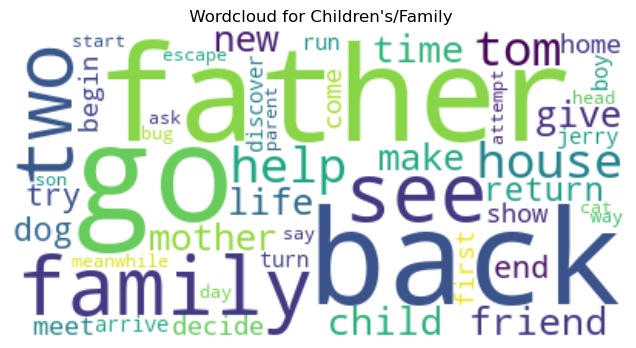 Wordcloud for Children's/Family
start
escape
new
run
time
tom
home
two
begin
father
discover
parent
come
attempt
boy
head
give
ask
bug
jerry
go
help
make
house
son
try
life
see
return
cat
way
dog
mother
say
show
back
family
meanwhile
turn
first
end
day
meet
arrive
decide
child
friend